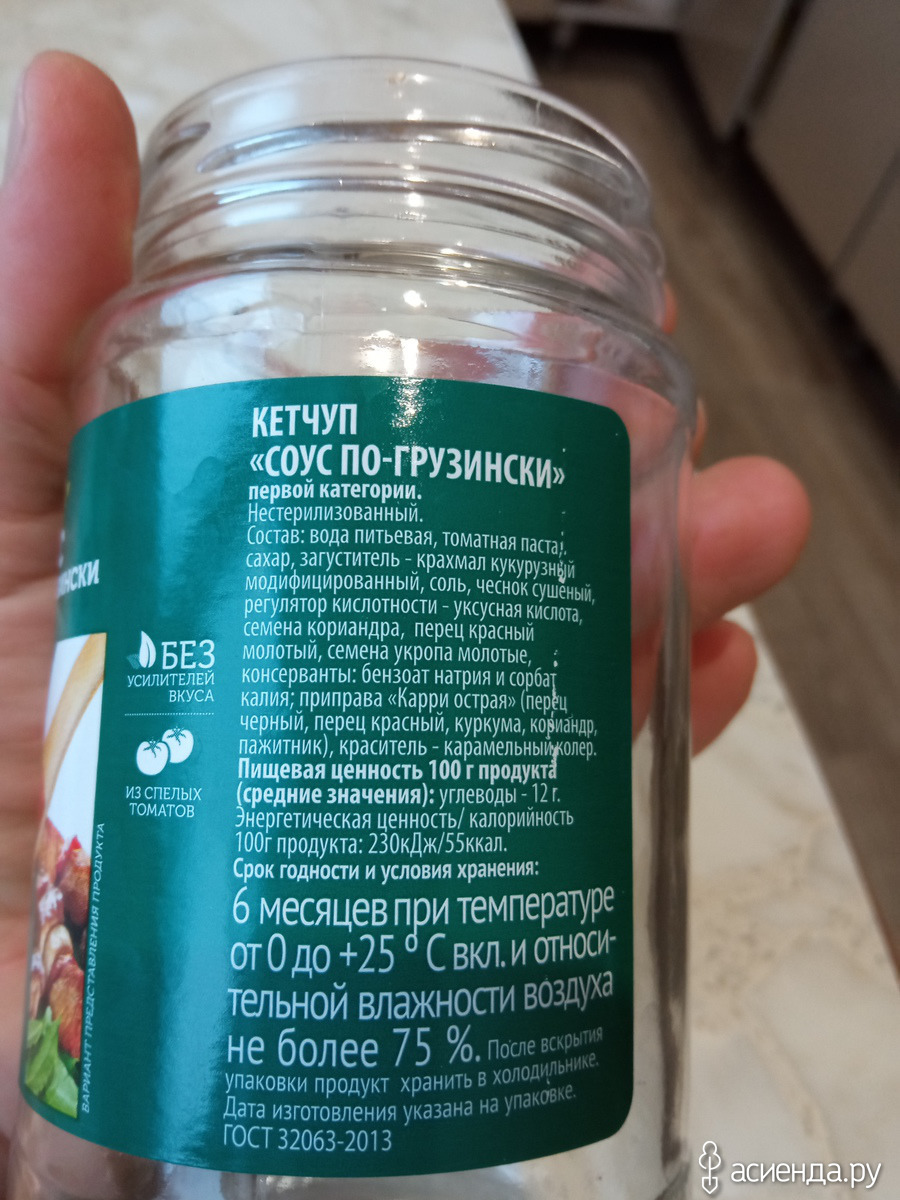 КЕТЧУП
«СОУС ПО-ГРУЗИНСКИ»
первой категории.
Нестерилизованный.
Состав: вода питьевая, томатная паста,
сахар, загуститель - крахмал кукурузный
модифицированный, соль, чеснок сушёный,
регулятор кислотности - уксусная кислота,
семена кориандра, перец красный
молотый, семена укропа молотые,
консерванты: бензоат натрия и сорбат
калия; приправа «Карри острая» (перец
черный, перец красный, куркума, кориандр,
пажитник), краситель - карамельный колер.
Пищевая ценность 100 г продукта
(средние значения): углеводы - 12 г.
Энергетическая ценность/ калорийность
100г продукта: 230кДж/55ккал.
Срок годности и условия хранения:
6 месяцев при температуре
от 0 до +25 °С вкл. и относи-
тельной влажности воздуха
не более 75 %. После вскрытия
упаковки продукт хранить в холодильнике.
Дата изготовления указана на упаковке.
ГОСТ 32063-2013
БЕЗ
УСИЛИТЕЛЕЙ
ВКУСА
ИЗ СПЕЛЫХ
ТОМАТОВ
ВАРИАНТ ПРЕДСТАВЛЕНИЯ ПРОДУКТА
асиенда.ру